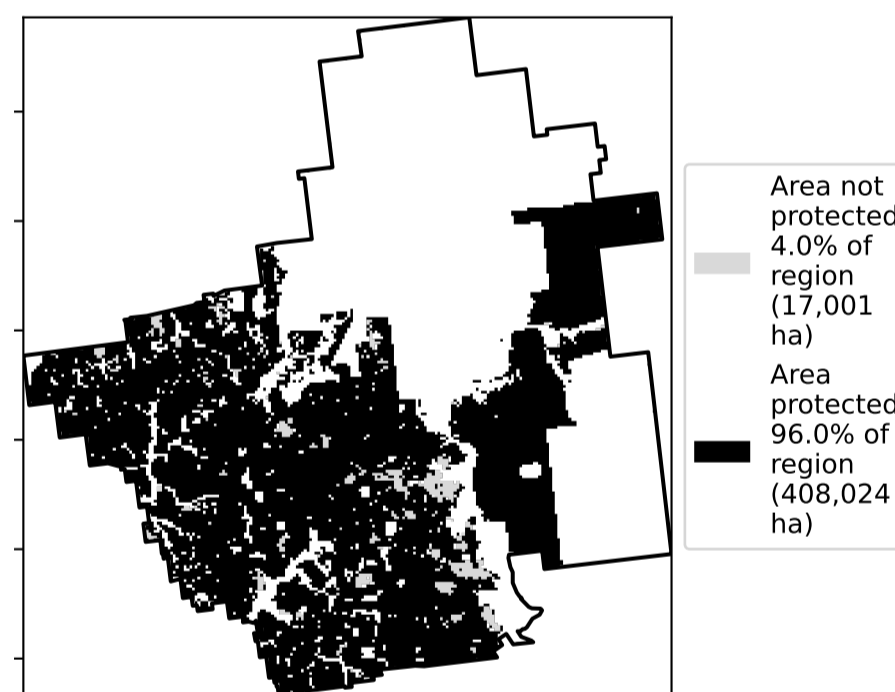 Area not
protected
4.0% of
region
(17,001
ha)
Area
protected
96.0% of
region
(408,024
ha)